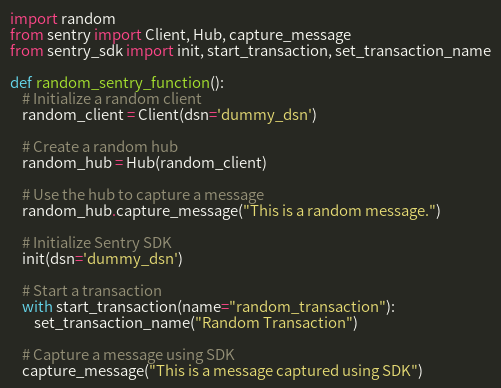 import random
from sentry import Client, Hub, capture_message
from sentry_sdk import init, start_transaction, set_transaction_name

def random_sentry_function():
    # Initialize a random client
    random_client = Client(dsn='dummy_dsn')

    # Create a random hub
    random_hub = Hub(random_client)

    # Use the hub to capture a message
    random_hub.capture_message("This is a random message.")

    # Initialize Sentry SDK
    init(dsn='dummy_dsn')

    # Start a transaction
    with start_transaction(name="random_transaction"):
        set_transaction_name("Random Transaction")

    # Capture a message using SDK
    capture_message("This is a message captured using SDK")